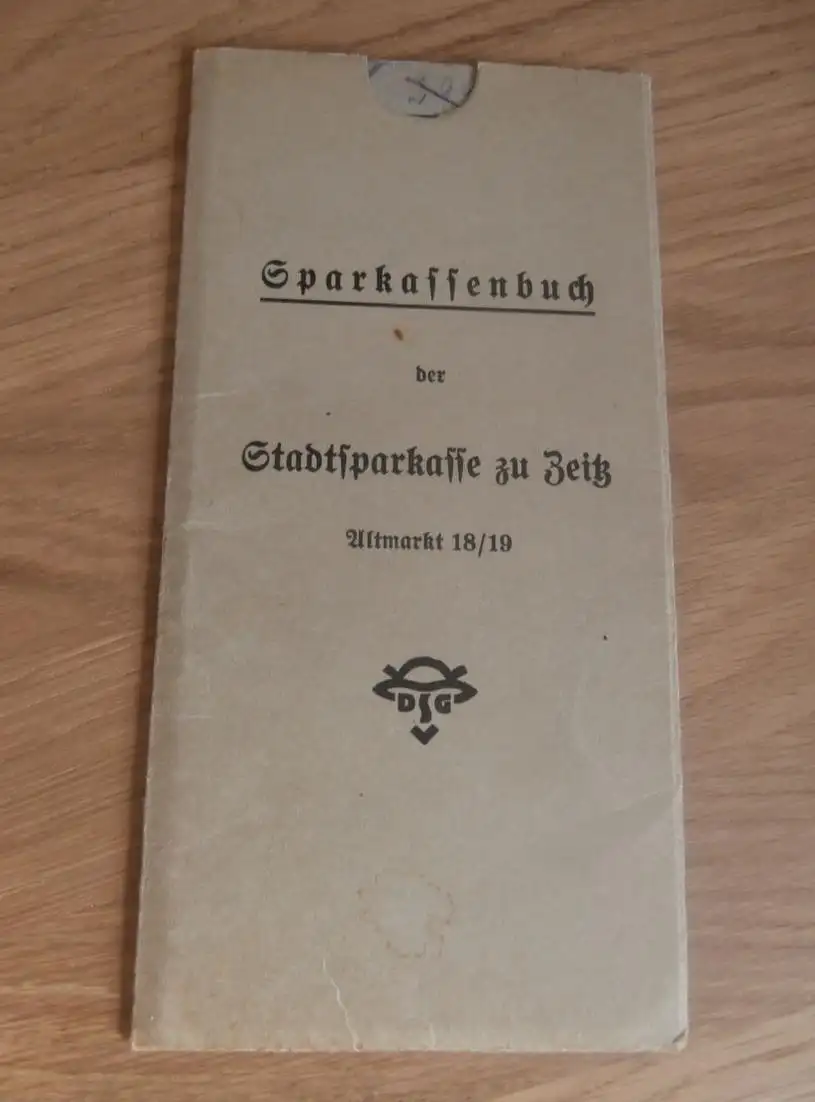 Sparkaſſenbuch
der
Stadtſparkaſſe zu Zeitz
Altmarkt 18/19
DSG